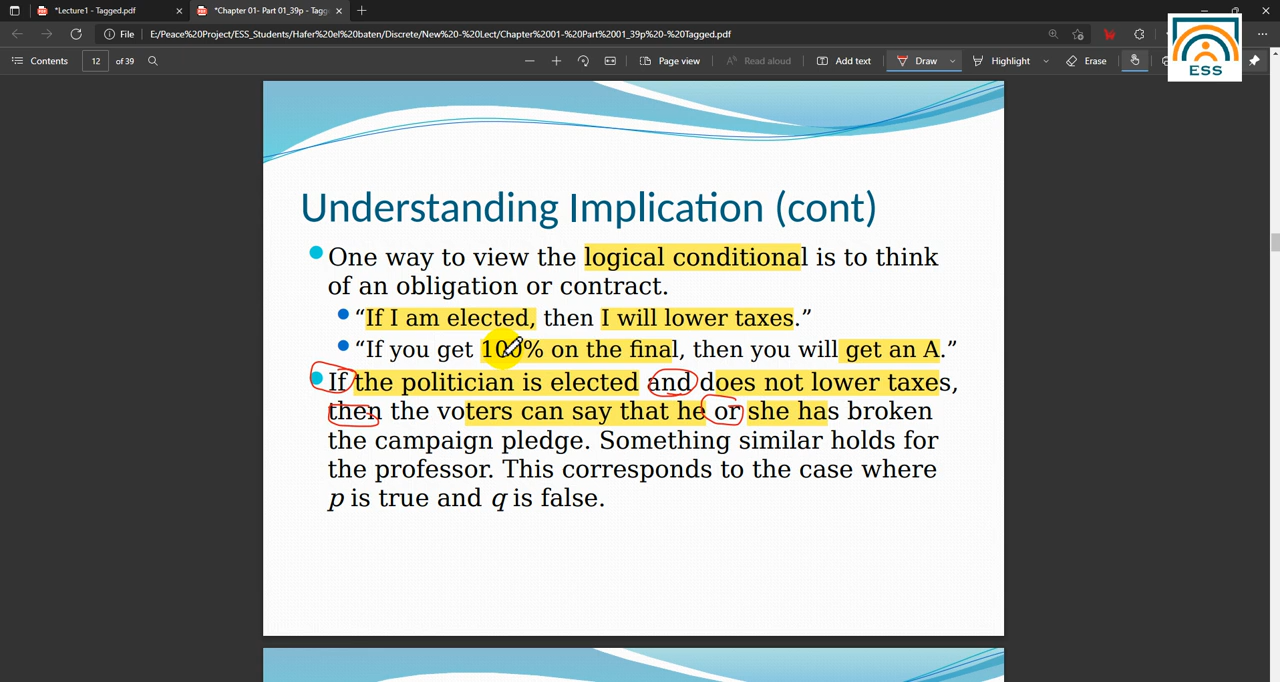 *Lecture1 - Tagged.pdf
*Chapter 01- Part 01_39p - Tagg
File
E:/Peace%20Project/ESS_Students/Hafer%20el%20baten/Discrete/New%20-%20Lect/Chapter%2001-%20Part%2001_39p%20-%20Tagged.pdf
Contents
12 of 39
Page view
Read aloud
Add text
Draw
Highlight
Erase
ESS
Understanding Implication (cont)
One way to view the logical conditional is to think
of an obligation or contract.
“If I am elected, then I will lower taxes.”
“If you get 100% on the final, then you will get an A.”
If the politician is elected and does not lower taxes,
then the voters can say that he or she has broken
the campaign pledge. Something similar holds for
the professor. This corresponds to the case where
p is true and q is false.